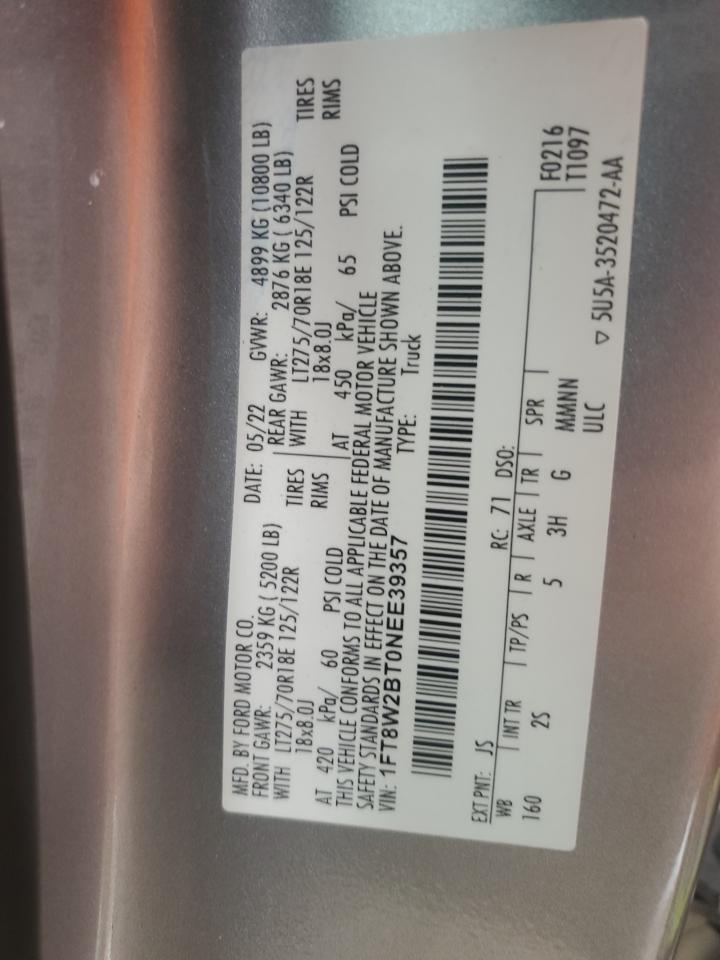 MFD. BY FORD MOTOR CO.
DATE: 05/22 GVWR: 4899 KG (10800 LB)
FRONT GAWR: 2359 KG ( 5200 LB) REAR GAWR: 2876 KG ( 6340 LB)
WITH LT275/70R18E 125/122R TIRES WITH LT275/70R18E 125/122R TIRES
18x8.0J RIMS 18x8.0J RIMS
AT 420 kPa/ 60 PSI COLD AT 450 kPa/ 65 PSI COLD
THIS VEHICLE CONFORMS TO ALL APPLICABLE FEDERAL MOTOR VEHICLE
SAFETY STANDARDS IN EFFECT ON THE DATE OF MANUFACTURE SHOWN ABOVE.
VIN: 1FT8W2BT0NEE39357 TYPE: Truck
EXT PNT: JS RC: 71 DSO:
WB INT TR TP/PS R AXLE TR SPR F0216
160 2S 5 3H G MMMNN T1097
ULC ▽ 5U5A-3520472-AA